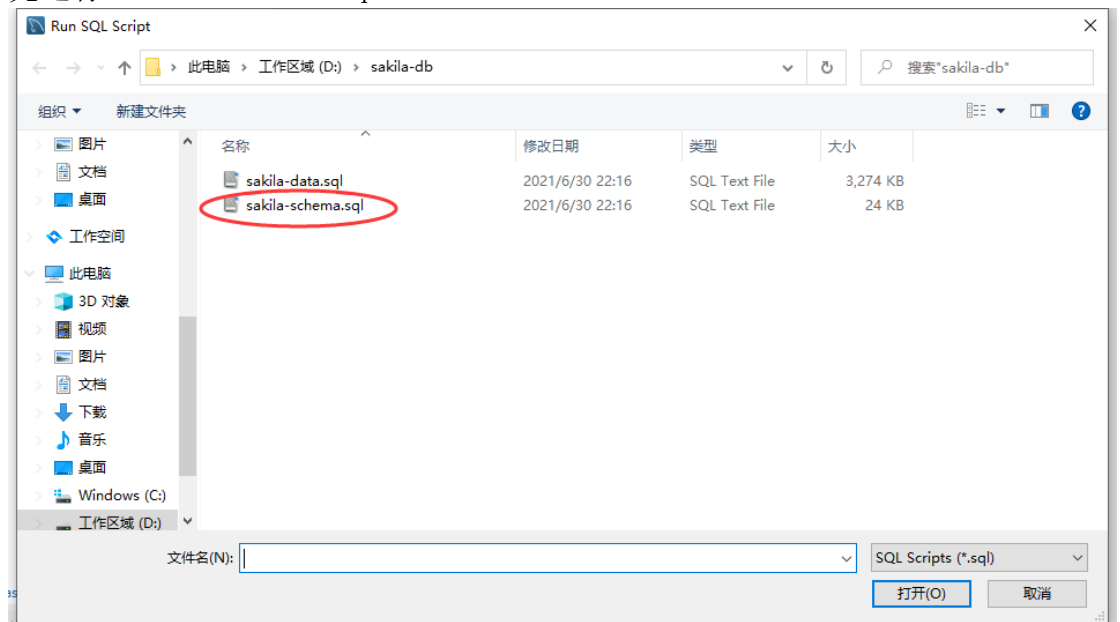 Run SQL Script
此电脑 › 工作区域 (D:) › sakila-db
搜索"sakila-db"
组织 新建文件夹
名称 修改日期 类型 大小
图片
文档
桌面
工作空间
此电脑
3D 对象
视频
图片
文档
下载
音乐
桌面
Windows (C:)
工作区域 (D:)
sakila-data.sql 2021/6/30 22:16 SQL Text File 3,274 KB
sakila-schema.sql 2021/6/30 22:16 SQL Text File 24 KB
文件名(N): SQL Scripts (*.sql)
打开(O) 取消